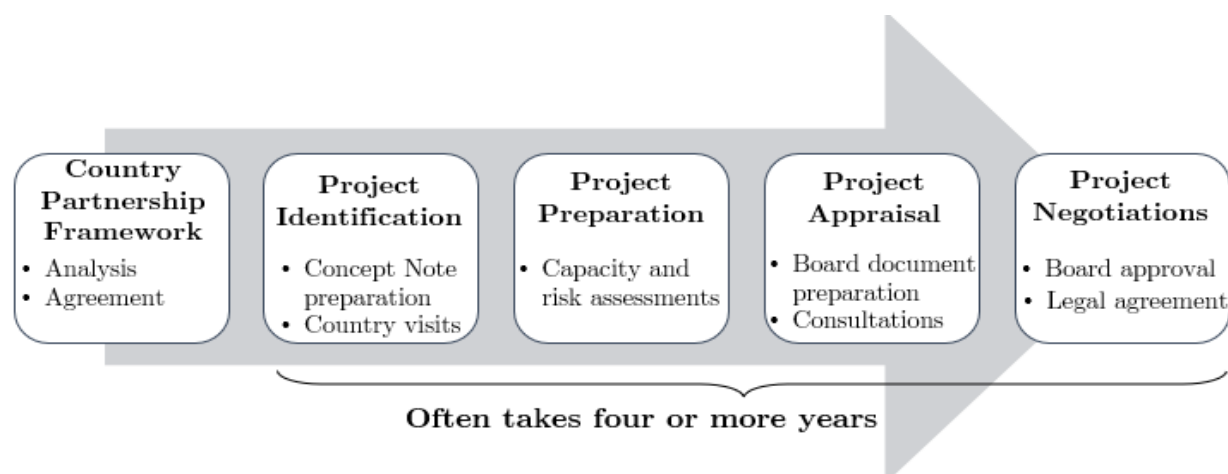 Country
Partnership
Framework
• Analysis
• Agreement
Project
Identification
• Concept Note
preparation
• Country visits
Project
Preparation
• Capacity and
risk assessments
Project
Appraisal
• Board document
preparation
• Consultations
Project
Negotiations
• Board approval
• Legal agreement
Often takes four or more years